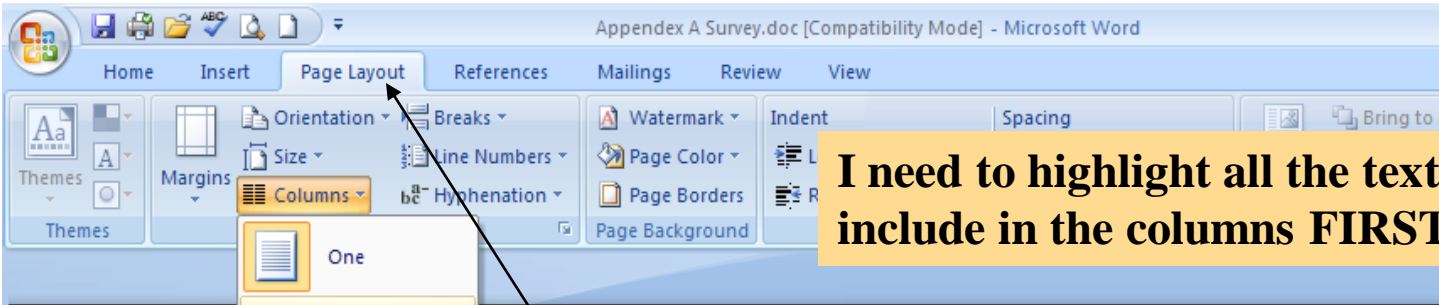 ABC
Appendex A Survey.doc [Compatibility Mode] - Microsoft Word
Home Insert Page Layout References Mailings Review View
Aa Orientation Breaks Watermark Indent Spacing Bring to
A Size Line Numbers Page Color L
Themes Margins Columns Hyphenation Page Borders R
Themes Page Background
I need to highlight all the text
include in the columns FIRST
One